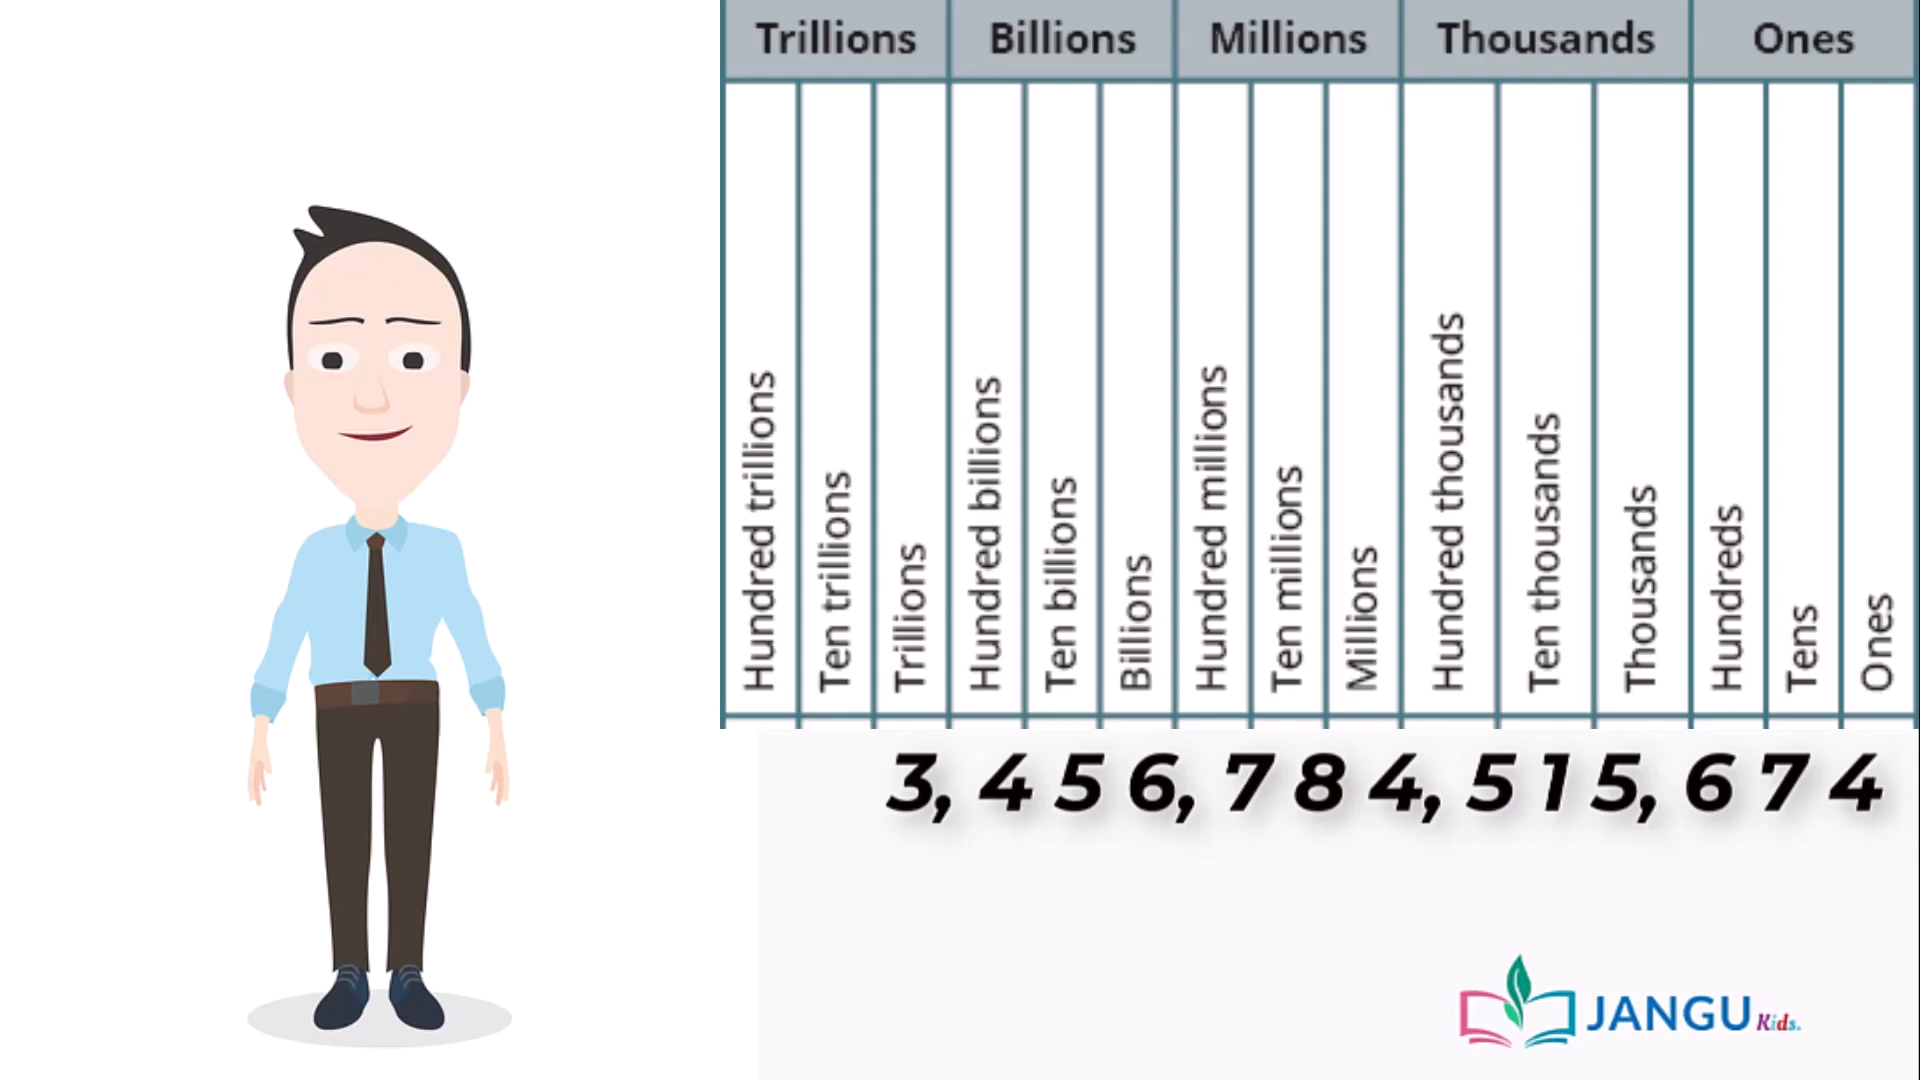 Trillions Billions Millions Thousands Ones
Hundred trillions
Ten trillions
Trillions
Hundred billions
Ten billions
Billions
Hundred millions
Ten millions
Millions
Hundred thousands
Ten thousands
Thousands
Hundreds
Tens
Ones
3, 4 5 6, 7 8 4, 5 1 5, 6 7 4
JANGU Kids.